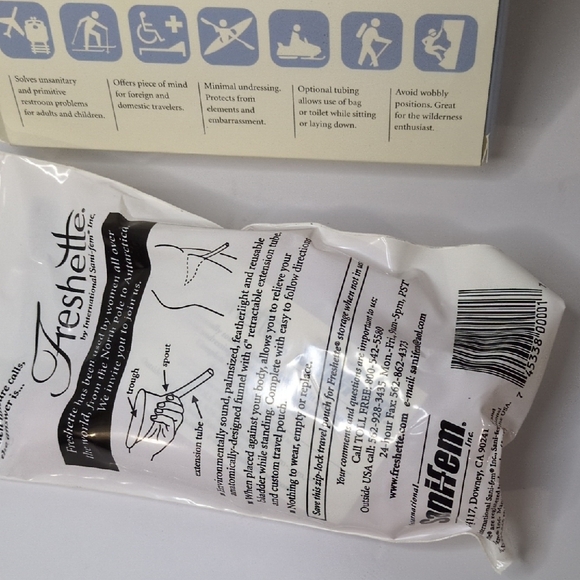 Solves unsanitary
and primitive
restroom problems
for adults and children.
Offers piece of mind
for foreign and
domestic travelers.
Minimal undressing.
Protects from
elements and
embarrassment.
Optional tubing
allows use of bag
or toilet while sitting
or laying down.
Avoid wobbly
positions. Great
for the wilderness
enthusiast.
Freshette®
by International Sani-fem® Inc.
Freshette has been used by women all over
the world, from the North Pole to Antarctica.
We invite you to join us.
trough
spout
extension tube
sound, palmsized, featherlight and reusable
anatomically-designed funnel with 6" retractable extension tube
• When placed against your body, allows you to relieve your
bladder while standing. Complete with easy to follow directions
and custom travel pouch.
• Nothing to wear, empty or replace.
Save this zip-lock travel pouch for Freshette® storage when not in
Your comments and questions are important to us:
Call TOLL FREE 800-542-5580
Outside USA call: 562-928-3435, Mon.-Fri., 9am-5pm, PST
24-hour Fax: 562-862-4373
www.freshette.com e-mail: sanifem@aol.com
Sani-fem
Inc.
Downey, CA 90241